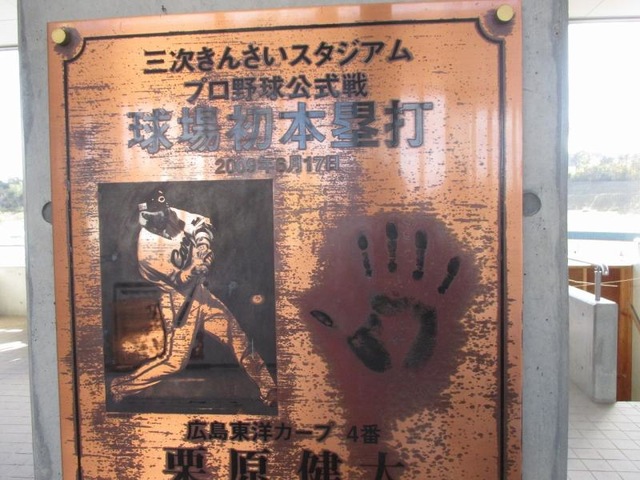 三次きんさいスタジアム
プロ野球公式戦
球場初本塁打
2009年6月17日
広島東洋カープ 4番
栗原健太